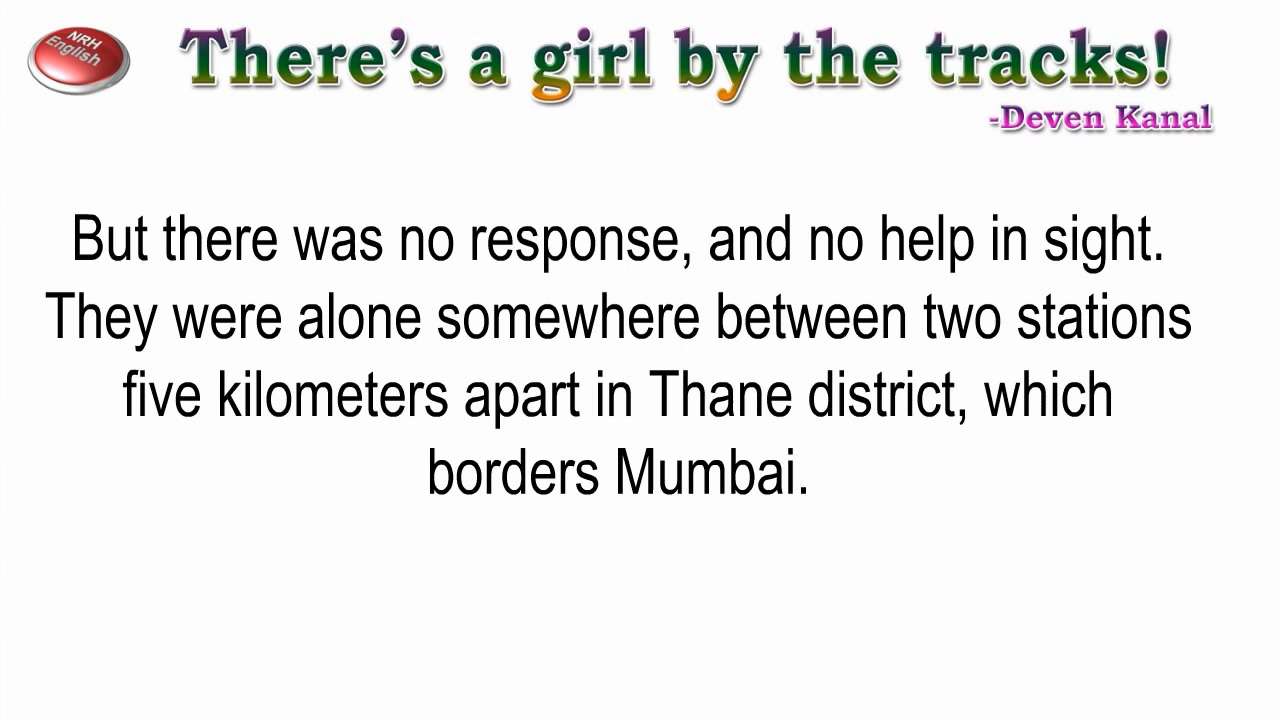 NRH
English
There's a girl by the tracks!
-Deven Kanal
But there was no response, and no help in sight.
They were alone somewhere between two stations
five kilometers apart in Thane district, which
borders Mumbai.